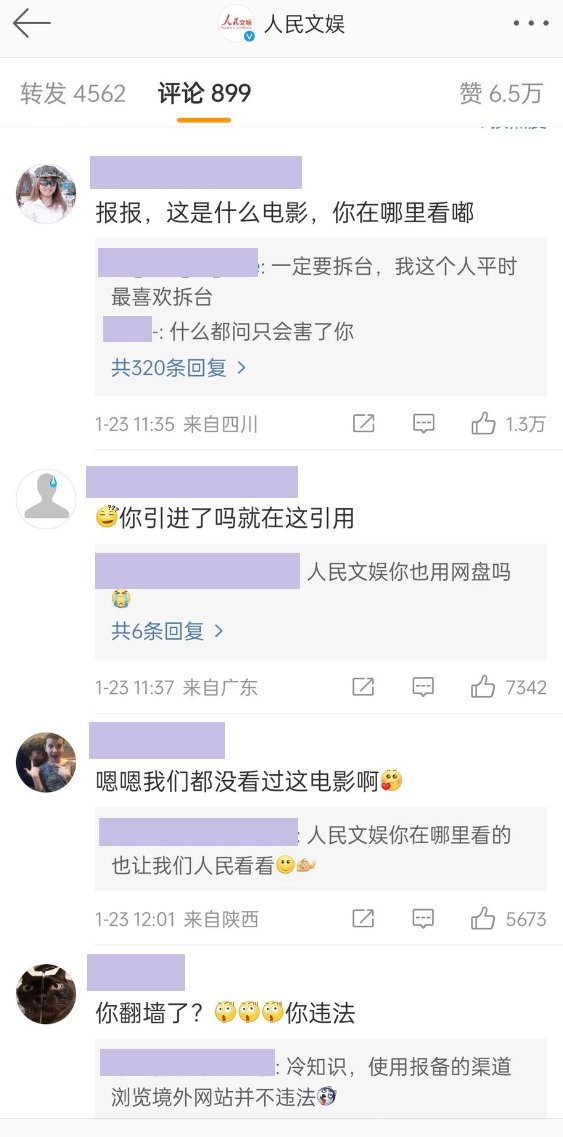 人民文娱
人民文娱
转发 4562 评论 899 赞 6.5万
报报，这是什么电影，你在哪里看嘟
: 一定要拆台，我这个人平时
最喜欢拆台
-: 什么都问只会害了你
共320条回复 >
1-23 11:35 来自四川 1.3万
你引进了吗就在这引用
人民文娱你也用网盘吗
共6条回复 >
1-23 11:37 来自广东 7342
嗯嗯我们都没看过这电影啊
: 人民文娱你在哪里看的
也让我们人民看看
1-23 12:01 来自陕西 5673
你翻墙了？你违法
: 冷知识，使用报备的渠道
浏览境外网站并不违法